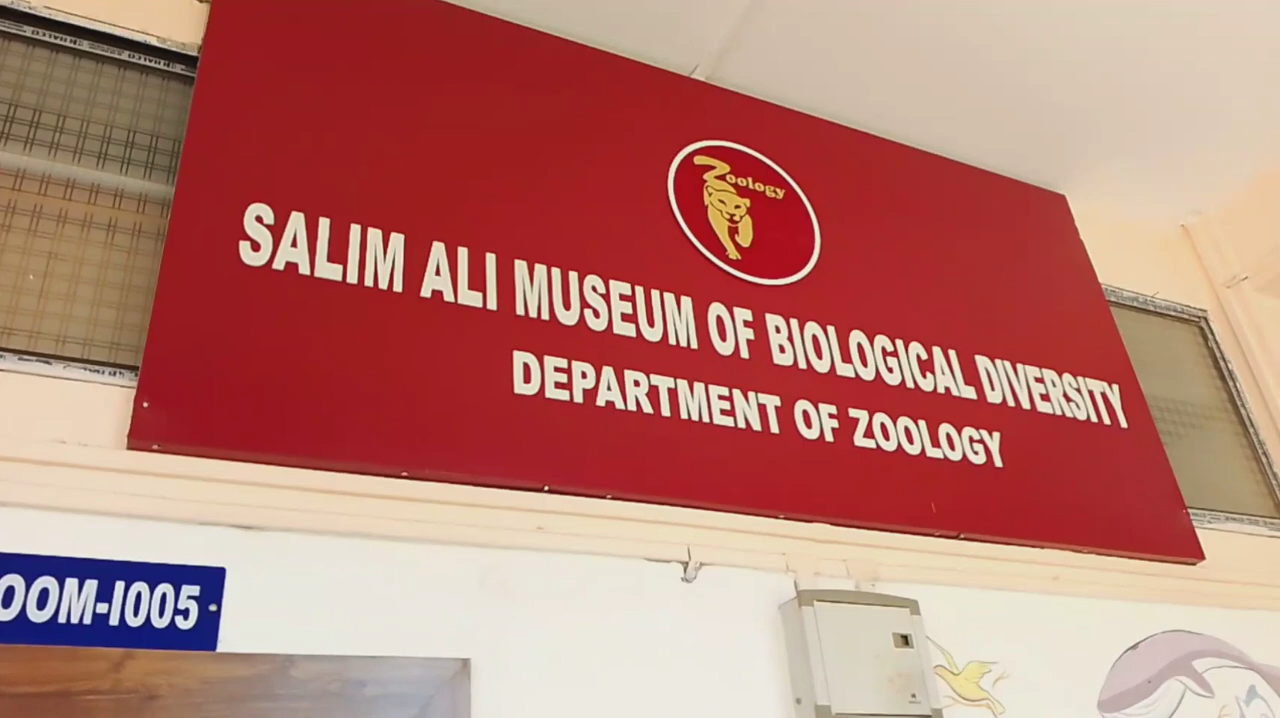 Zoology
SALIM ALI MUSEUM OF BIOLOGICAL DIVERSITY
DEPARTMENT OF ZOOLOGY
OOM-I005